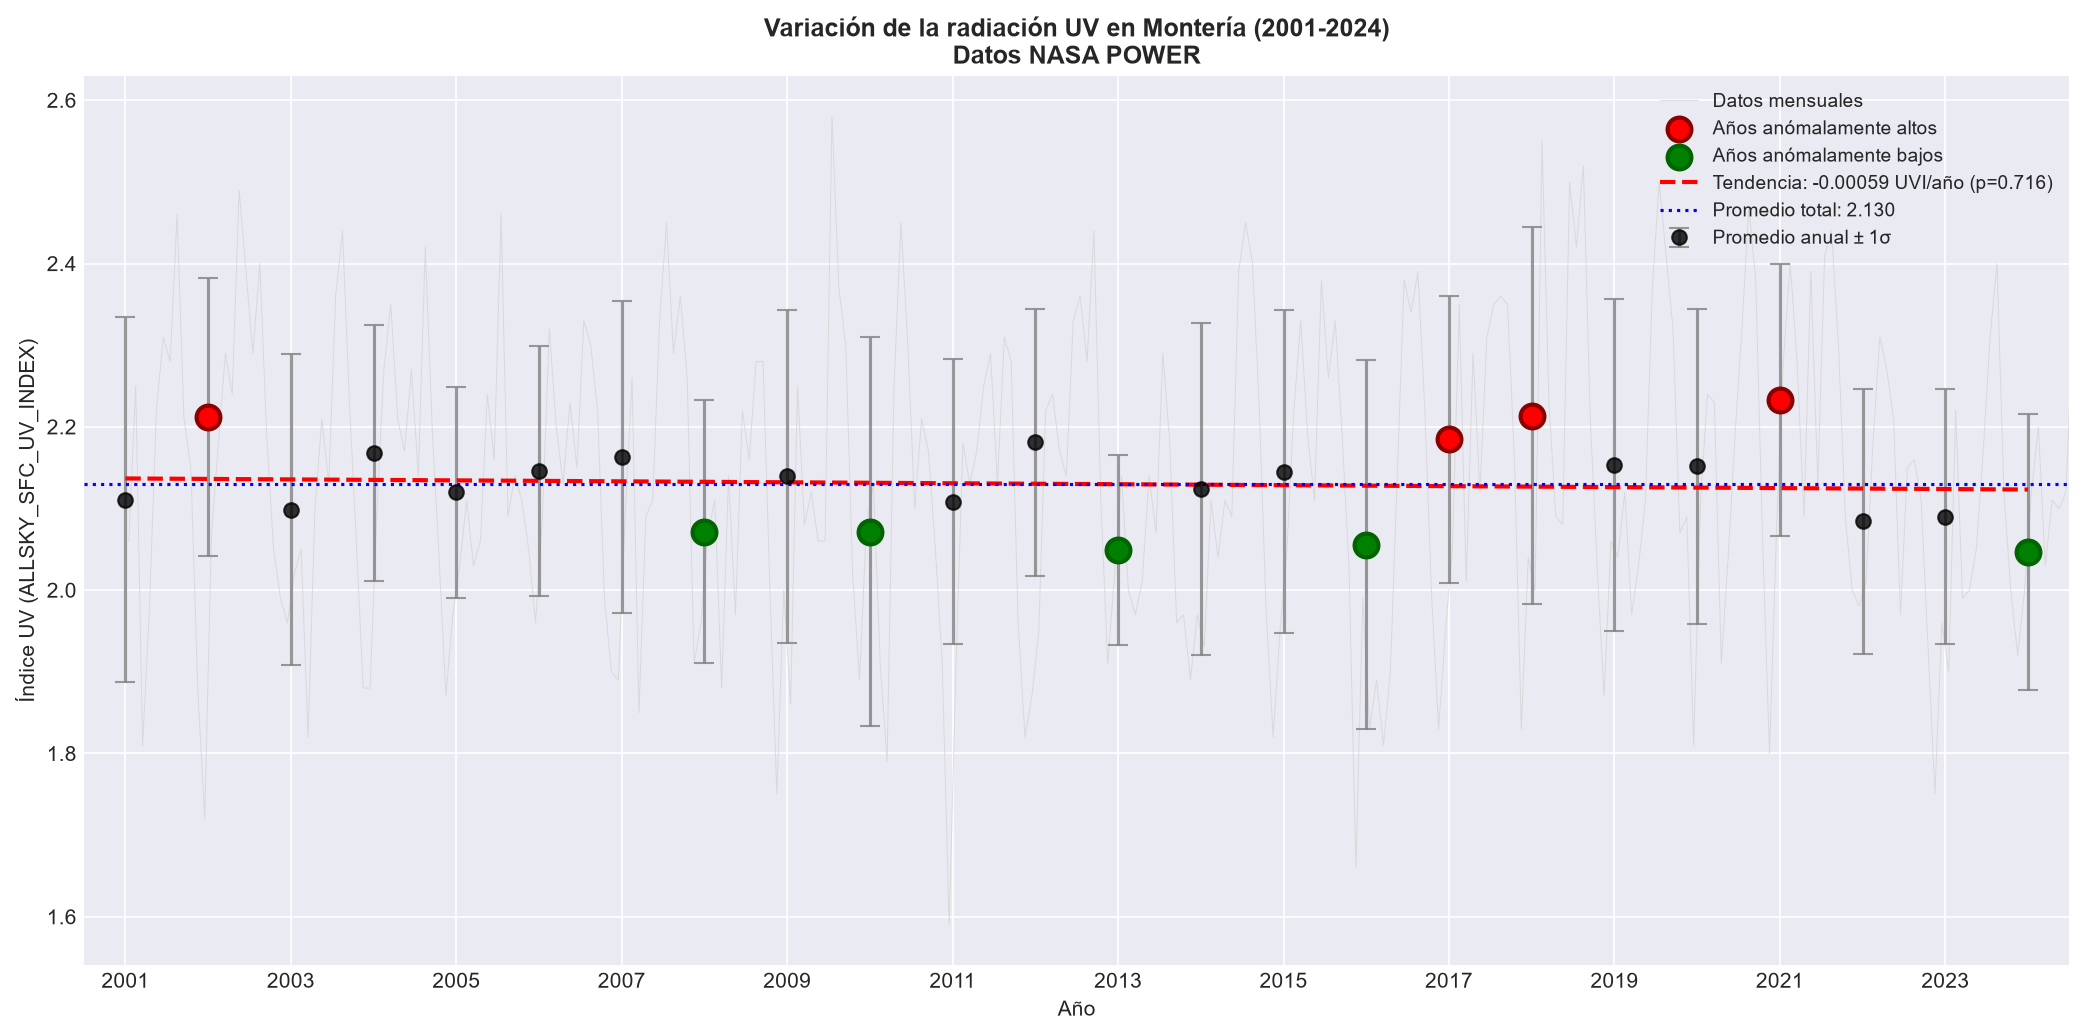 Variación de la radiación UV en Montería (2001-2024)
Datos NASA POWER
Datos mensuales
Años anómalamente altos
Años anómalamente bajos
Tendencia: -0.00059 UVI/año (p=0.716)
Promedio total: 2.130
Promedio anual ± 1σ
Índice UV (ALLSKY_SFC_UV_INDEX)
2.6
2.4
2.2
2.0
1.8
1.6
2001 2003 2005 2007 2009 2011 2013 2015 2017 2019 2021 2023
Año